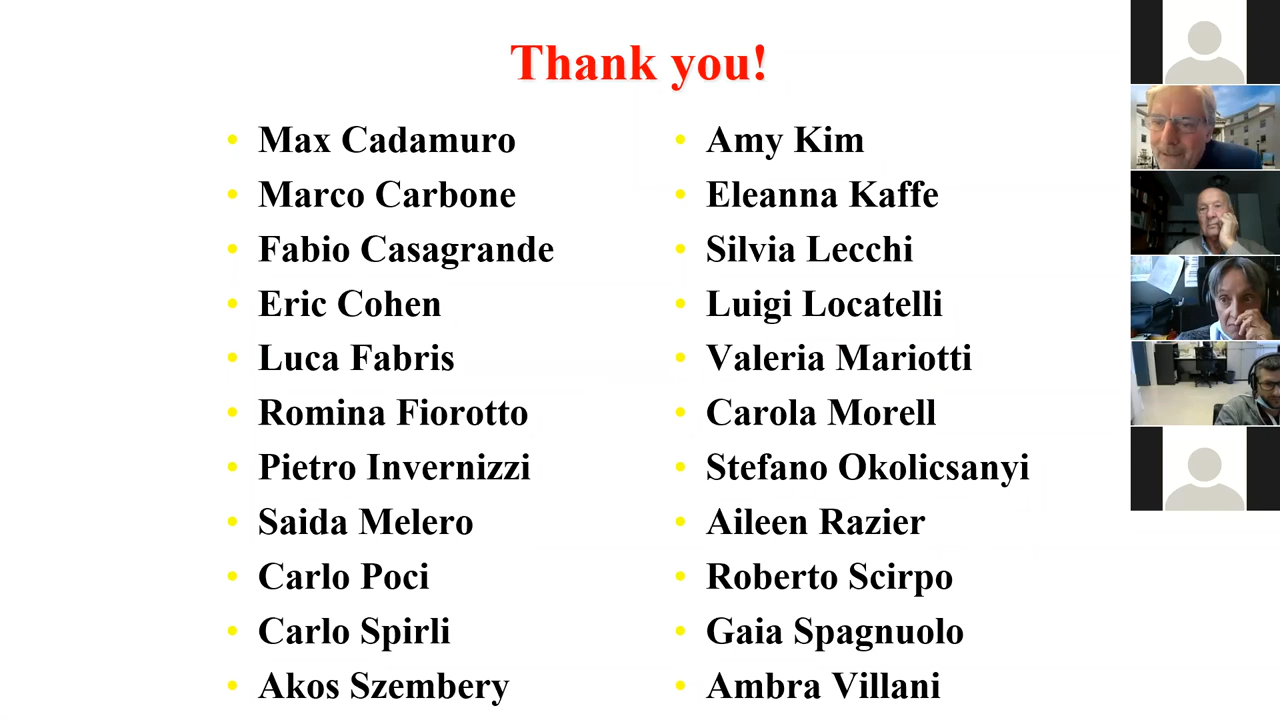 Thank you!
• Max Cadamuro
• Marco Carbone
• Fabio Casagrande
• Eric Cohen
• Luca Fabris
• Romina Fiorotto
• Pietro Invernizzi
• Saida Melero
• Carlo Poci
• Carlo Spirli
• Akos Szembery
• Amy Kim
• Eleanna Kaffe
• Silvia Lecchi
• Luigi Locatelli
• Valeria Mariotti
• Carola Morell
• Stefano Okolicsanyi
• Aileen Razier
• Roberto Scirpo
• Gaia Spagnuolo
• Ambra Villani